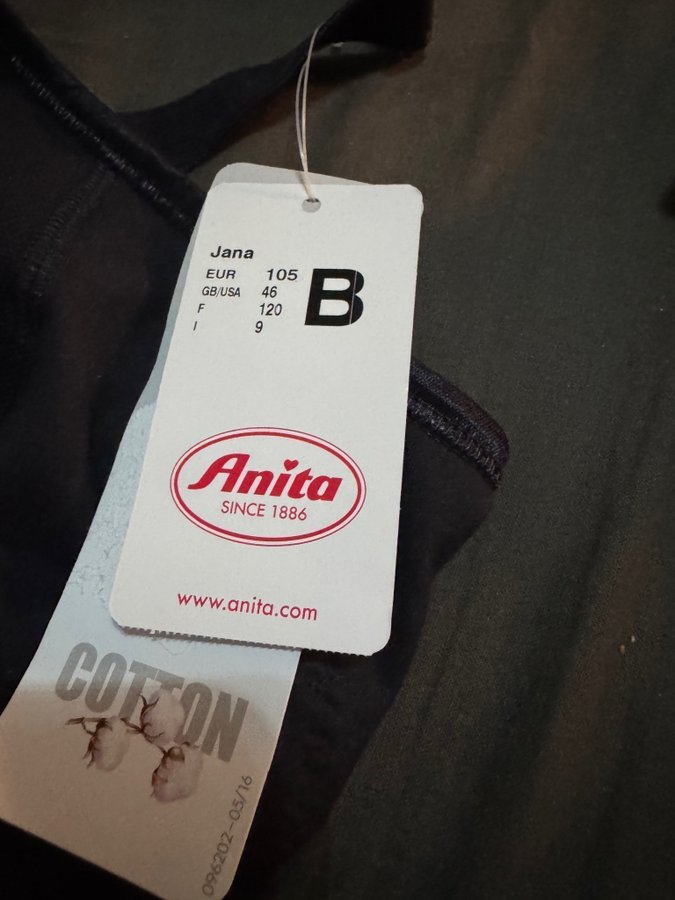 Jana
EUR 105 B
GB/USA 46
F 120
I 9
Anita
SINCE 1886
www.anita.com
COTTON
096202-05/16